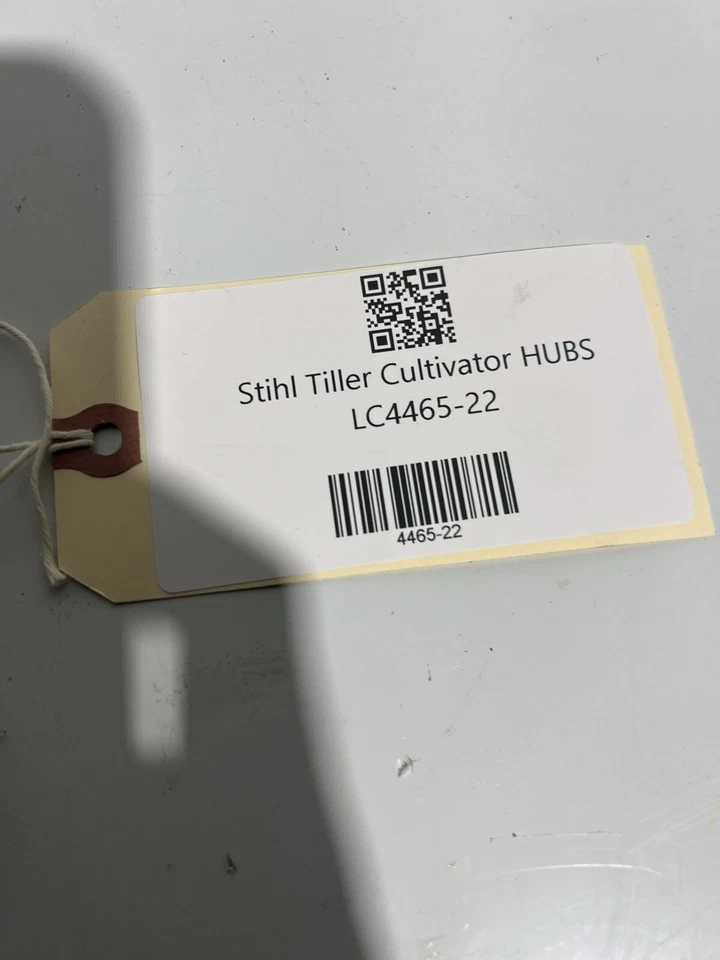 Stihl Tiller Cultivator HUBS
LC4465-22
4465-22